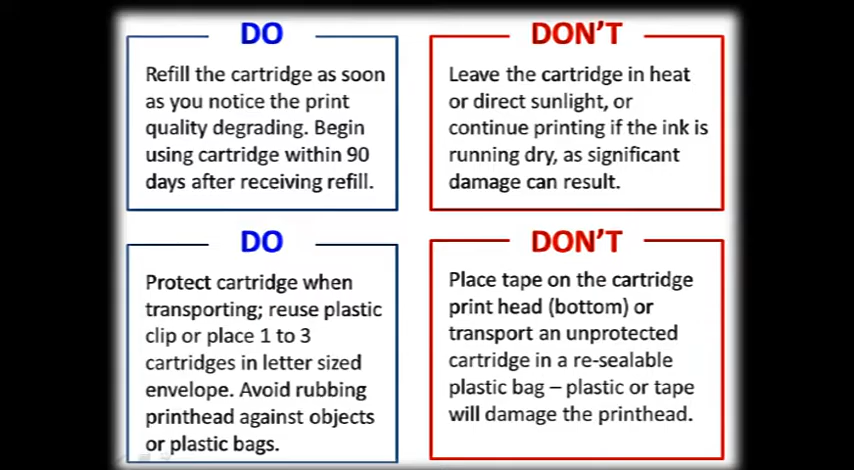 DO
Refill the cartridge as soon
as you notice the print
quality degrading. Begin
using cartridge within 90
days after receiving refill.
DON'T
Leave the cartridge in heat
or direct sunlight, or
continue printing if the ink is
running dry, as significant
damage can result.
DO
Protect cartridge when
transporting; reuse plastic
clip or place 1 to 3
cartridges in letter sized
envelope. Avoid rubbing
printhead against objects
or plastic bags.
DON'T
Place tape on the cartridge
print head (bottom) or
transport an unprotected
cartridge in a re-sealable
plastic bag – plastic or tape
will damage the printhead.